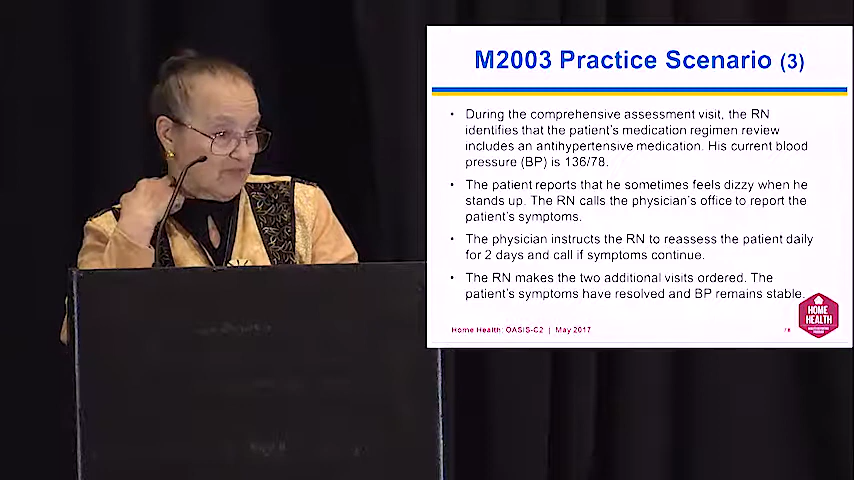 M2003 Practice Scenario (3)
• During the comprehensive assessment visit, the RN
identifies that the patient's medication regimen review
includes an antihypertensive medication. His current blood
pressure (BP) is 136/78.
• The patient reports that he sometimes feels dizzy when he
stands up. The RN calls the physician's office to report the
patient's symptoms.
• The physician instructs the RN to reassess the patient daily
for 2 days and call if symptoms continue.
• The RN makes the two additional visits ordered. The
patient's symptoms have resolved and BP remains stable.
HOME
HEALTH
Home Health: OASIS-C2 | May 2017